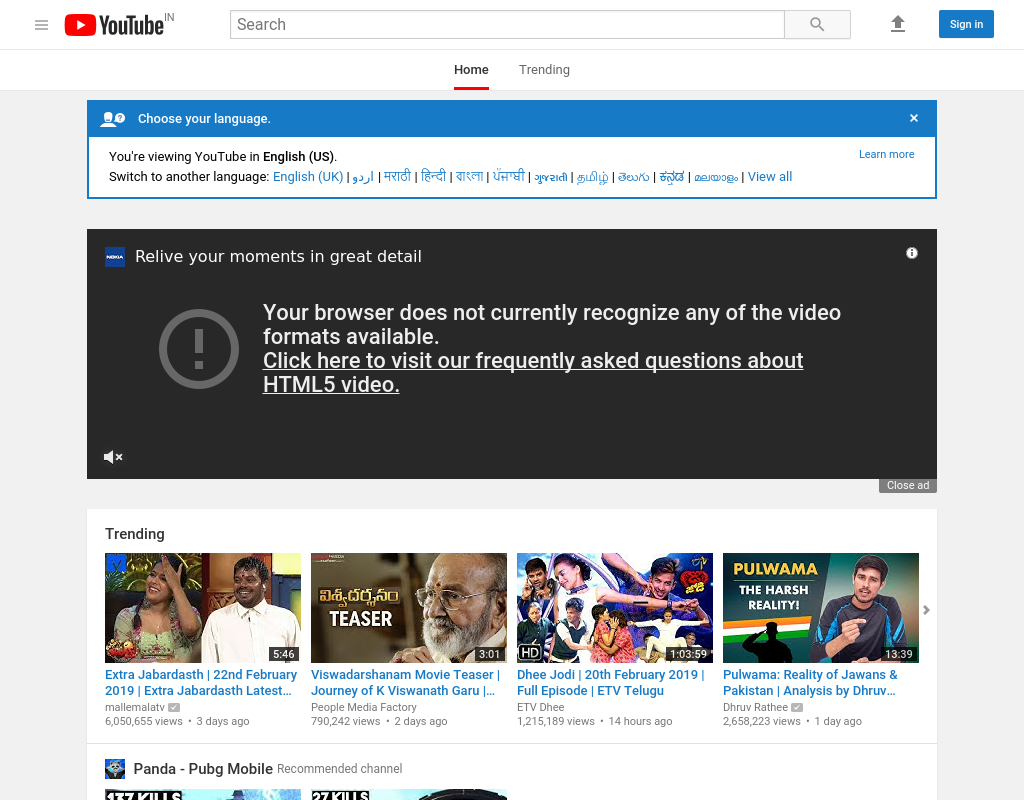 YouTube IN
Search
Sign in
Home Trending
Choose your language.
×
You're viewing YouTube in English (US).
Learn more
Switch to another language: English (UK) | اردو | मराठी | हिन्दी | বাংলা | ਪੰਜਾਬੀ | ગુજરાતી | தமிழ் | తెలుగు | ಕನ್ನಡ | മലയാളം | View all
NOKIA Relive your moments in great detail
Your browser does not currently recognize any of the video
formats available.
Click here to visit our frequently asked questions about
HTML5 video.
Close ad
Trending
5:46
విశ్వదర్శనం
TEASER
3:01
HD
1:03:59
PULWAMA
THE HARSH
REALITY!
13:39
Extra Jabardasth | 22nd February
2019 | Extra Jabardasth Latest...
mallemalatv
6,050,655 views • 3 days ago
Viswadarshanam Movie Teaser |
Journey of K Viswanath Garu |...
People Media Factory
790,242 views • 2 days ago
Dhee Jodi | 20th February 2019 |
Full Episode | ETV Telugu
ETV Dhee
1,215,189 views • 14 hours ago
Pulwama: Reality of Jawans &
Pakistan | Analysis by Dhruv...
Dhruv Rathee
2,658,223 views • 1 day ago
Panda - Pubg Mobile Recommended channel
137 KILLS
27 KILLS